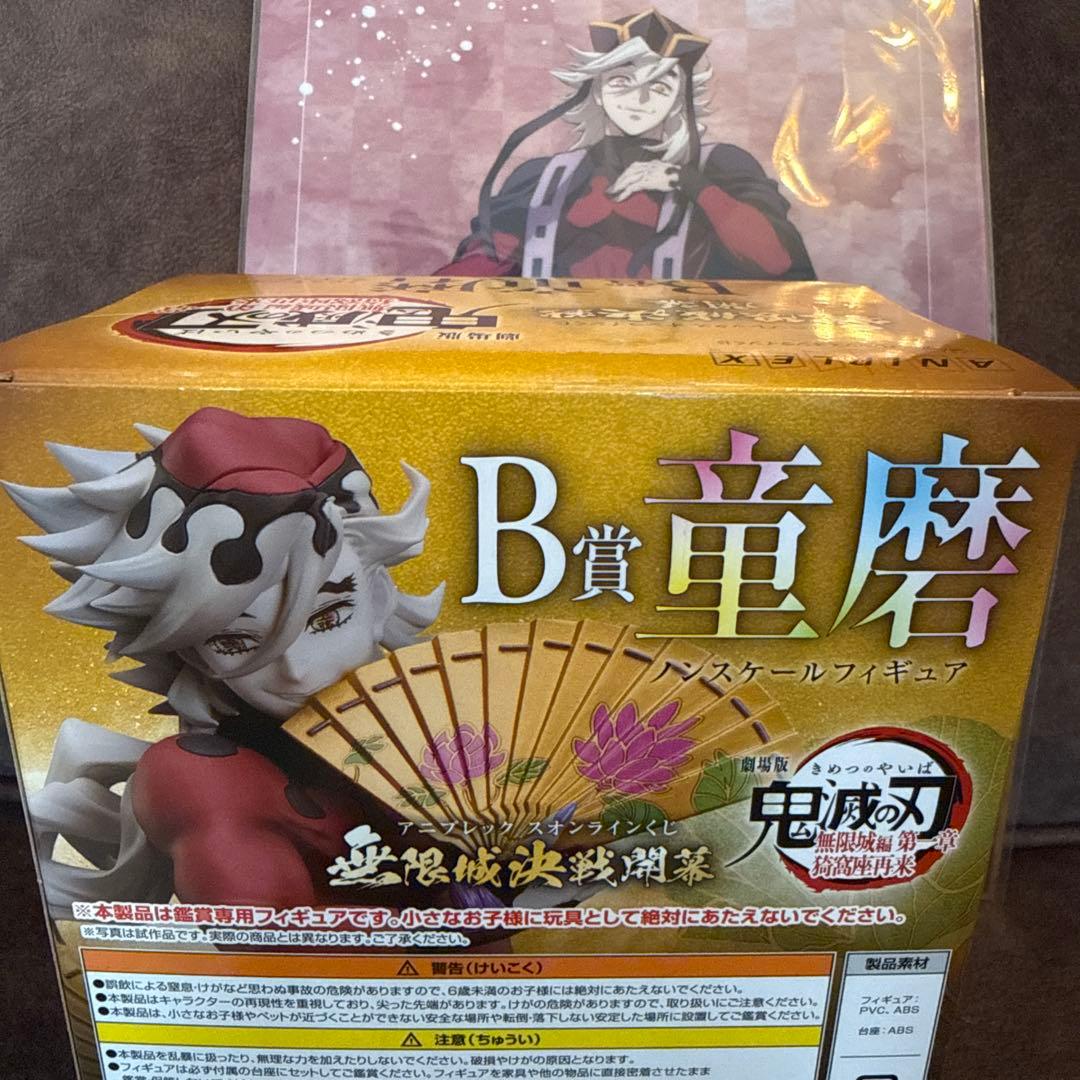 劇場版
鬼滅の刃
ANIPLEX
B賞 童磨
ノンスケールフィギュア
劇場版
きめつのやいば
鬼滅の刃
無限城編 第一章
猗窩座再来
アニプレックスオンラインくじ
無限城決戦開幕
※本製品は鑑賞専用フィギュアです。小さなお子様に玩具として絶対にあたえないでください。
※写真は試作品です。実際の商品とは異なります。ご了承ください。
警告(けいこく)
●誤飲による窒息・けがなど思わぬ事故の危険がありますので、6歳未満のお子様には絶対にあたえないでください。
●本製品はキャラクターの再現性を重視しており、尖った先端があります。けがの危険がありますので、取り扱いにご注意ください。
●本製品は、小さなお子様やペットが近づくことができない安全な場所や転倒・落下しない安定した場所に設置してご鑑賞ください。
注意(ちゅうい)
●本製品を乱暴に扱ったり、無理な力を加えたりしないでください。破損やけがの原因となります。
●フィギュアは必ず付属の台座にセットしてご鑑賞ください。フィギュアを家具や他の物品に直接密着させたまま
製品素材
フィギュア:
PVC、ABS
台座:ABS